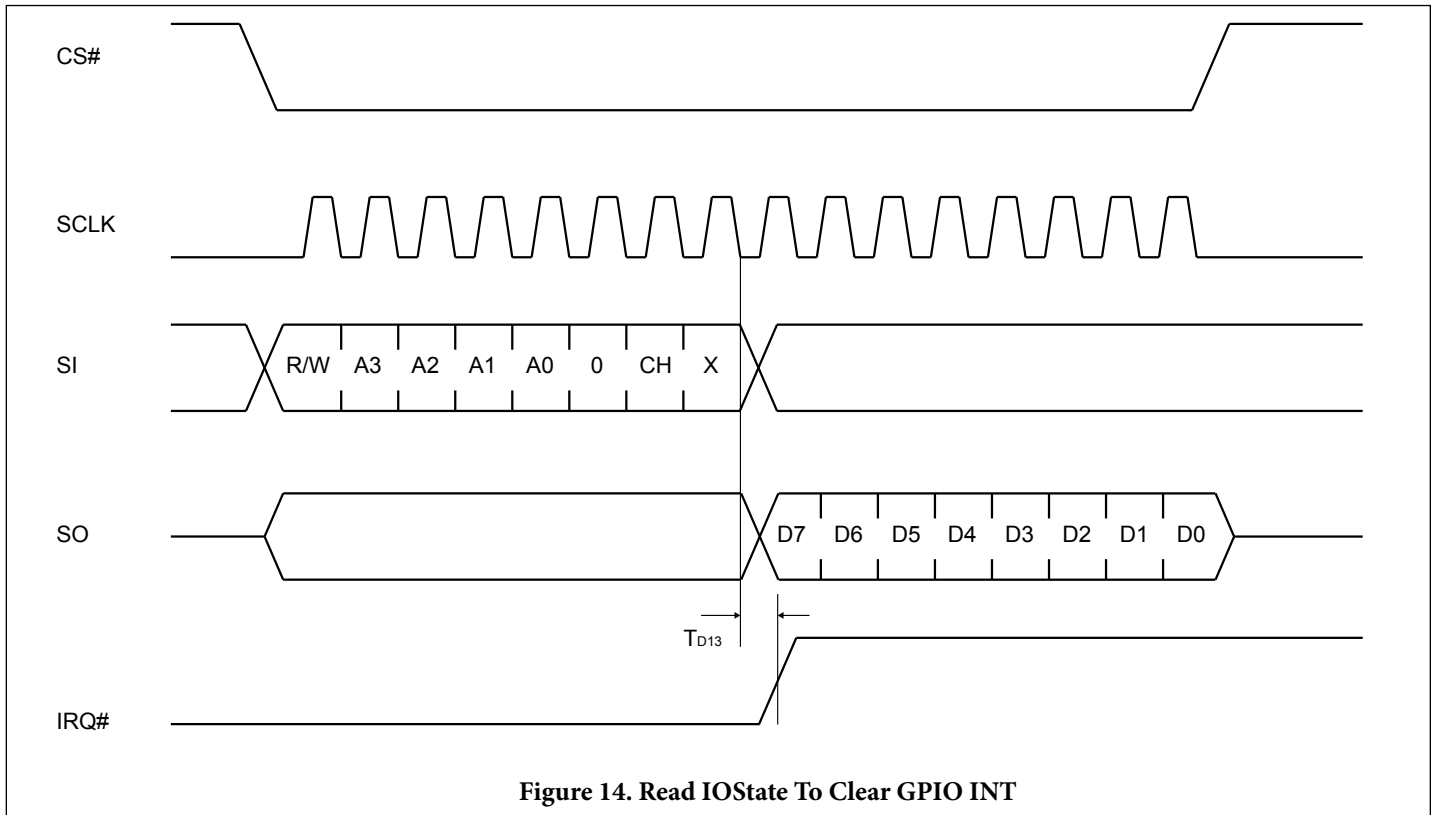 CS#
SCLK
SI
R/W A3 A2 A1 A0 0 CH X
SO
D7 D6 D5 D4 D3 D2 D1 D0
TD13
IRQ#
Figure 14. Read IOState To Clear GPIO INT